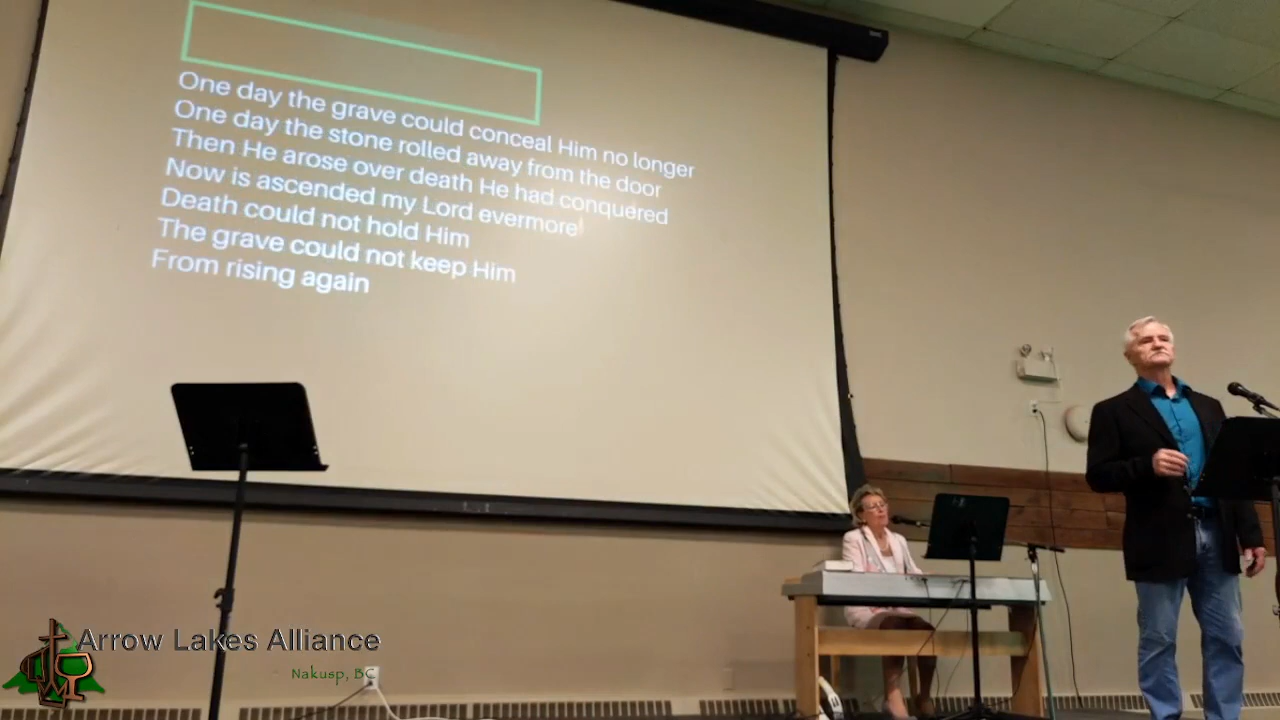 One day the grave could conceal Him no longer
One day the stone rolled away from the door
Then He arose over death He had conquered
Now is ascended my Lord evermore
Death could not hold Him
The grave could not keep Him
From rising again
Arrow Lakes Alliance
Nakusp, BC